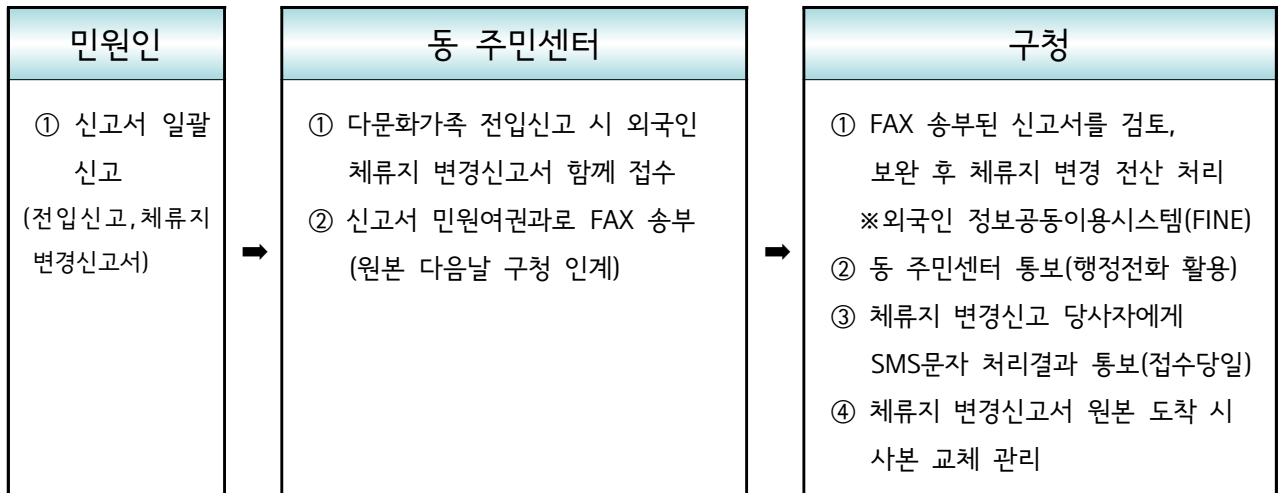 민원인
① 신고서 일괄
신고
(전입신고,체류지
변경신고서)
➡
동 주민센터
① 다문화가족 전입신고 시 외국인
체류지 변경신고서 함께 접수
② 신고서 민원여권과로 FAX 송부
(원본 다음날 구청 인계)
➡
구청
① FAX 송부된 신고서를 검토,
보완 후 체류지 변경 전산 처리
※외국인 정보공동이용시스템(FINE)
② 동 주민센터 통보(행정전화 활용)
③ 체류지 변경신고 당사자에게
SMS문자 처리결과 통보(접수당일)
④ 체류지 변경신고서 원본 도착 시
사본 교체 관리